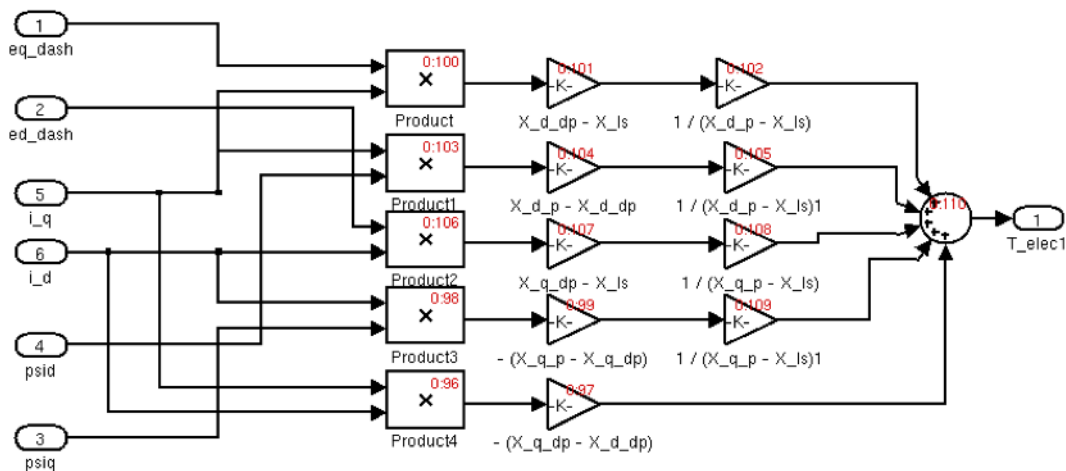 1
eq_dash
2
ed_dash
5
i_q
6
i_d
4
psid
3
psiq
0:100
×
Product
0:101
-K-
X_d_dp - X_ls
0:102
-K-
1 / (X_d_p - X_ls)
0:103
×
Product1
0:104
-K-
X_d_p - X_d_dp
0:105
-K-
1 / (X_d_p - X_ls)1
0:106
×
Product2
0:107
-K-
X_q_dp - X_ls
0:108
-K-
1 / (X_q_p - X_ls)
0:98
×
Product3
0:99
-K-
- (X_q_p - X_q_dp)
0:109
-K-
1 / (X_q_p - X_ls)1
0:96
×
Product4
0:97
-K-
- (X_q_dp - X_d_dp)
0:110
+
+
+
+
+
1
T_elec1